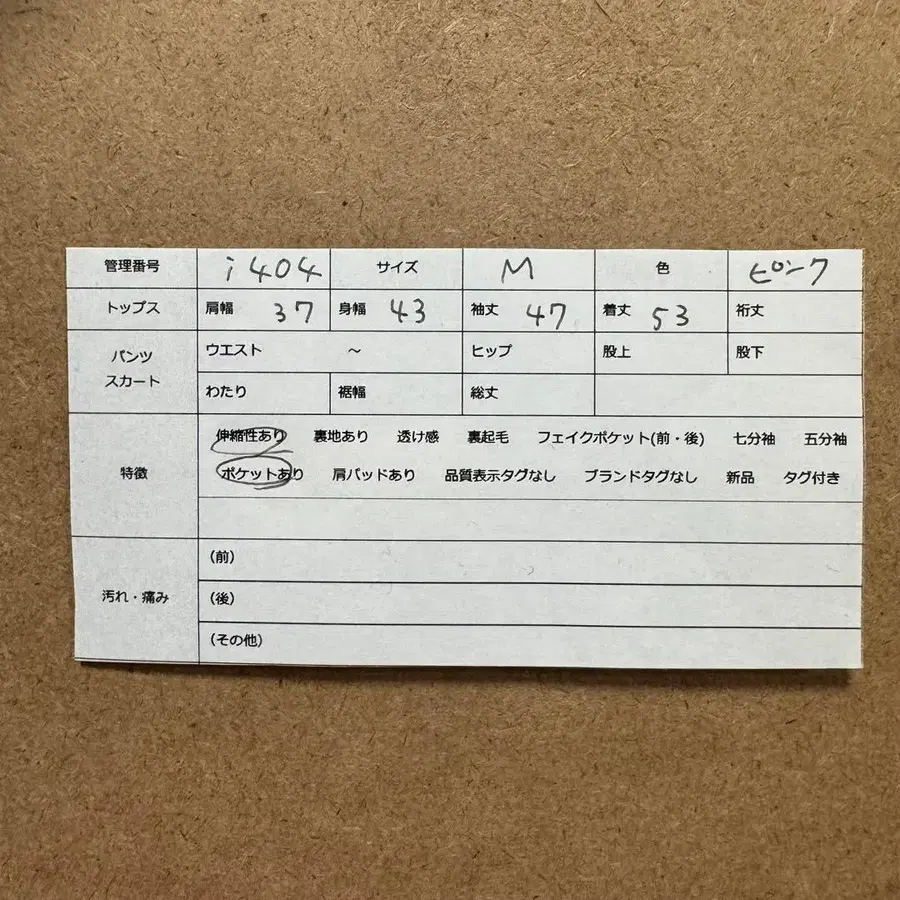 管理番号 i404 サイズ M 色 ピンク
トップス 肩幅 37 身幅 43 袖丈 47 着丈 53 裄丈
パンツ スカート ウエスト ～ ヒップ 股上 股下
わたり 裾幅 総丈
特徴 伸縮性あり 裏地あり 透け感 裏起毛 フェイクポケット(前・後) 七分袖 五分袖
ポケットあり 肩パッドあり 品質表示タグなし ブランドタグなし 新品 タグ付き
汚れ・痛み (前)
(後)
(その他)